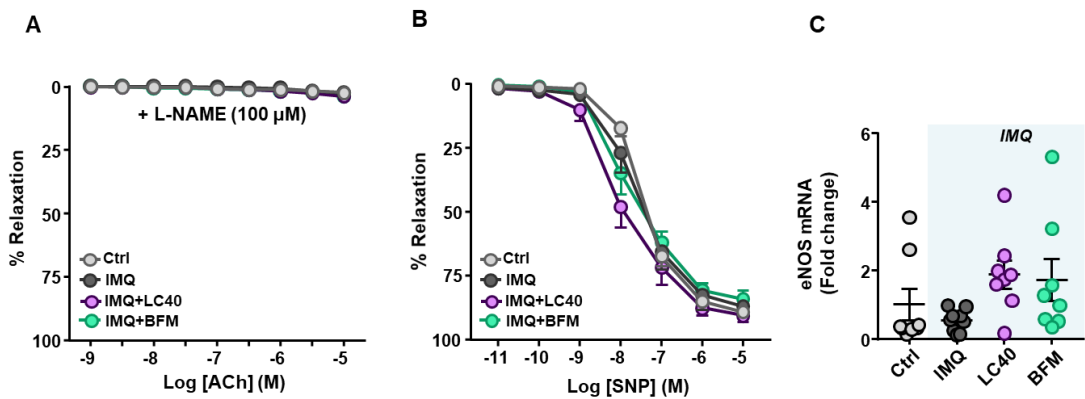 A
% Relaxation
0
25
50
75
100
+ L-NAME (100 µM)
Ctrl
IMQ
IMQ+LC40
IMQ+BFM
-9
-8
-7
-6
-5
Log [ACh] (M)
B
% Relaxation
0
25
50
75
100
Ctrl
IMQ
IMQ+LC40
IMQ+BFM
-11
-10
-9
-8
-7
-6
-5
Log [SNP] (M)
C
eNOS mRNA
(Fold change)
6
4
2
0
IMQ
Ctrl
IMQ
LC40
BFM